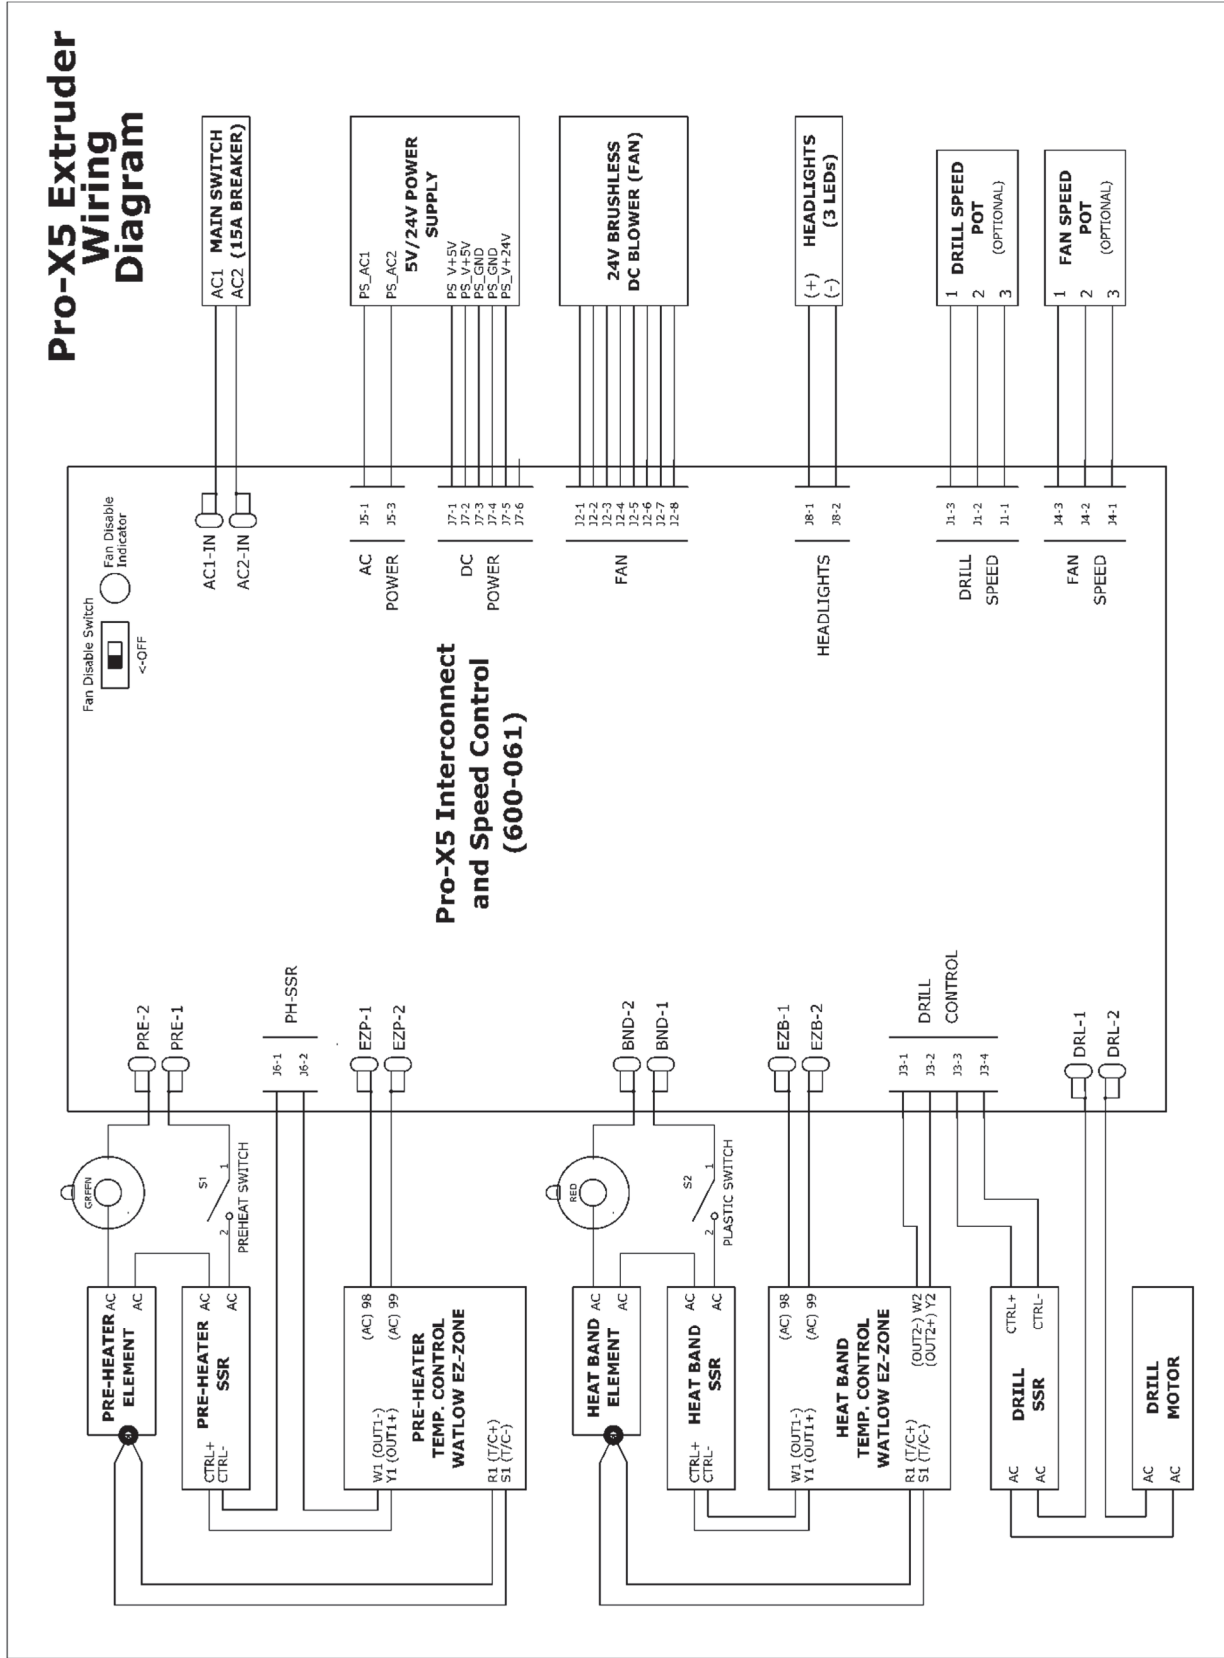 Pro-X5 Extruder
Wiring
Diagram
PRE-HEATER
ELEMENT
AC
AC
GREEN
PRE-HEATER
SSR
AC
AC
CTRL+
CTRL-
S1
2
1
PREHEAT SWITCH
PRE-HEATER
TEMP. CONTROL
WATLOW EZ-ZONE
(AC) 98
(AC) 99
W1 (OUT1-)
Y1 (OUT1+)
R1 (T/C+)
S1 (T/C-)
HEAT BAND
ELEMENT
AC
AC
RED
HEAT BAND
SSR
AC
AC
CTRL+
CTRL-
S2
2
1
PLASTIC SWITCH
HEAT BAND
TEMP. CONTROL
WATLOW EZ-ZONE
(AC) 98
(AC) 99
(OUT2-) W2
(OUT2+) Y2
W1 (OUT1-)
Y1 (OUT1+)
R1 (T/C+)
S1 (T/C-)
DRILL
SSR
CTRL+
CTRL-
AC
AC
DRILL
MOTOR
AC
AC
PRE-2
PRE-1
J6-1
J6-2
PH-SSR
EZP-1
EZP-2
BND-2
BND-1
EZB-1
EZB-2
J3-1
J3-2
J3-3
J3-4
DRILL
CONTROL
DRL-1
DRL-2
Pro-X5 Interconnect
and Speed Control
(600-061)
Fan Disable Switch
<-OFF
Fan Disable
Indicator
AC1-IN
AC2-IN
AC
POWER
J5-1
J5-3
DC
POWER
J7-1
J7-2
J7-3
J7-4
J7-5
J7-6
FAN
J2-1
J2-2
J2-3
J2-4
J2-5
J2-6
J2-7
J2-8
HEADLIGHTS
J8-1
J8-2
DRILL
SPEED
J1-3
J1-2
J1-1
FAN
SPEED
J4-3
J4-2
J4-1
AC1 MAIN SWITCH
AC2 (15A BREAKER)
PS_AC1
PS_AC2
5V/24V POWER
SUPPLY
PS_V+5V
PS_V+5V
PS_GND
PS_GND
PS_V+24V
24V BRUSHLESS
DC BLOWER (FAN)
(+) HEADLIGHTS
(-) (3 LEDs)
1
2
3
DRILL SPEED
POT
(OPTIONAL)
1
2
3
FAN SPEED
POT
(OPTIONAL)